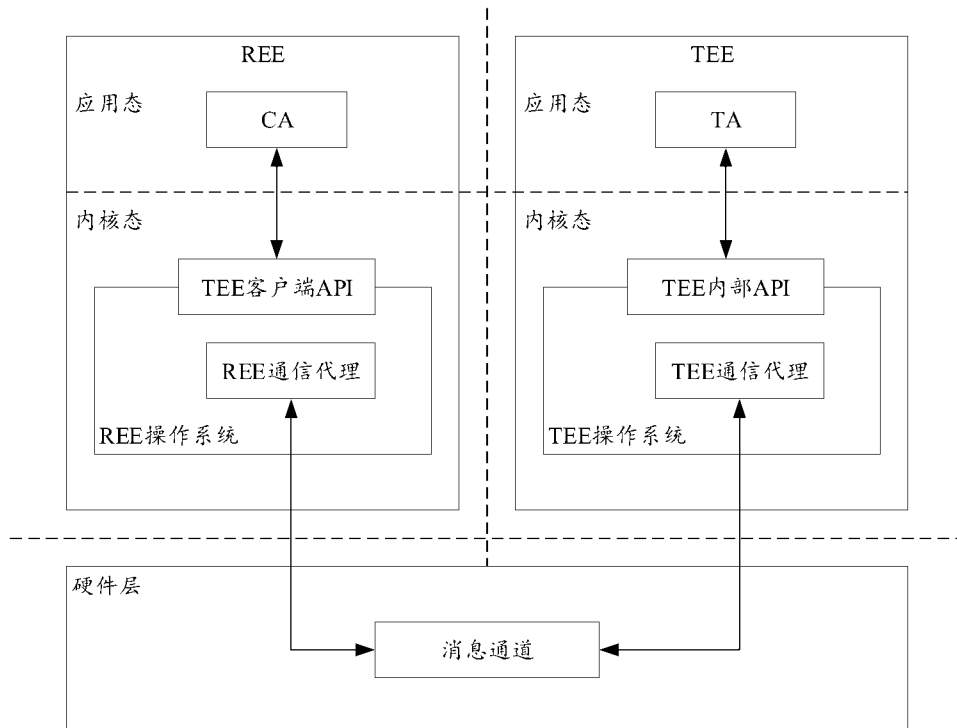 REE
TEE
应用态
应用态
CA
TA
内核态
内核态
TEE客户端API
TEE内部API
REE通信代理
TEE通信代理
REE操作系统
TEE操作系统
硬件层
消息通道